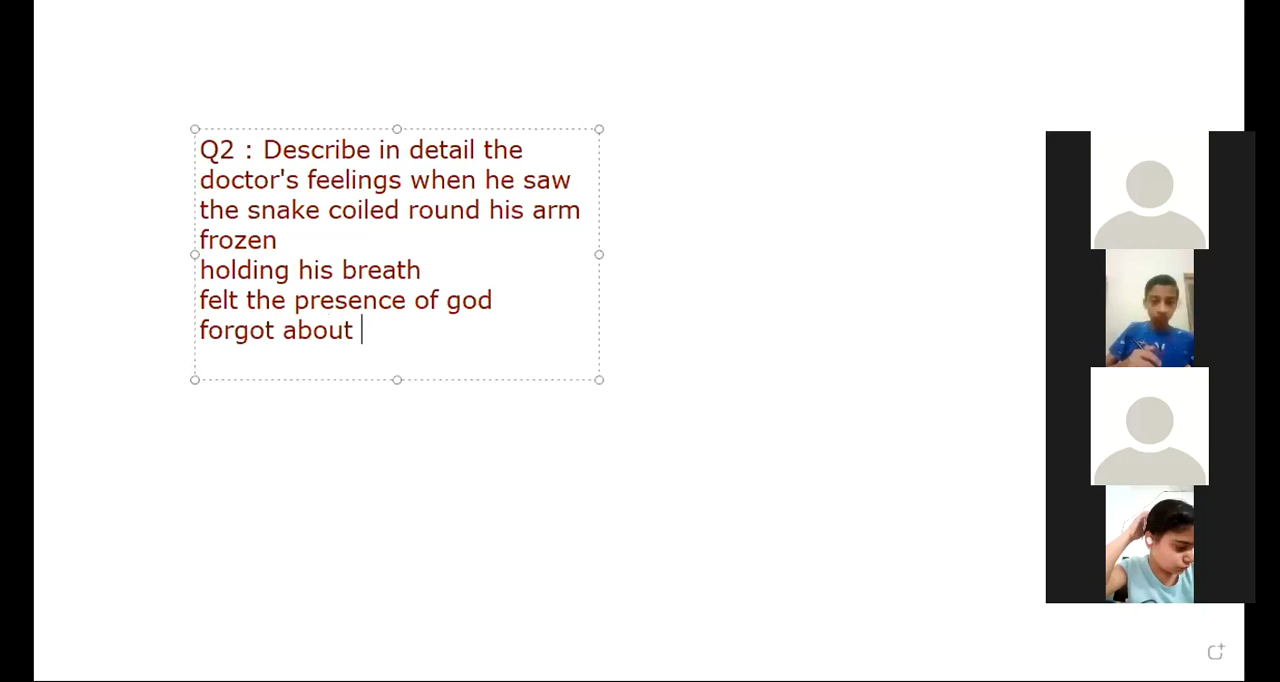 Q2 : Describe in detail the
doctor's feelings when he saw
the snake coiled round his arm
frozen
holding his breath
felt the presence of god
forgot about